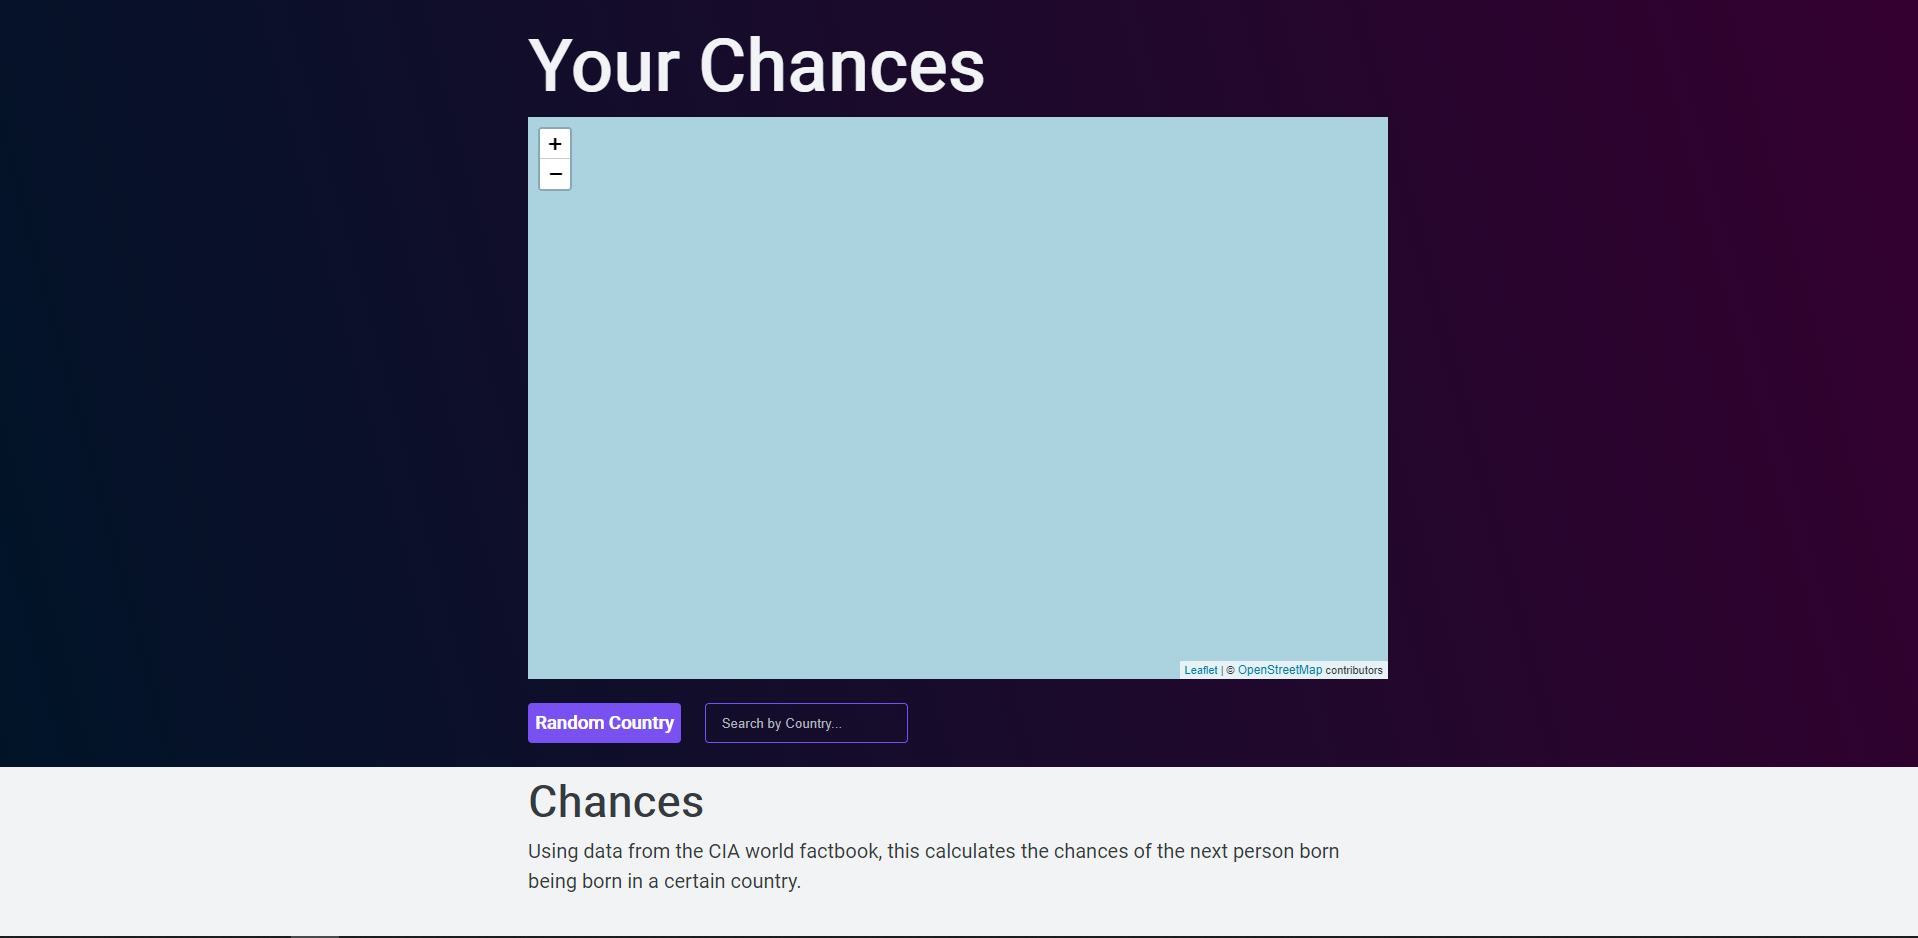 Your Chances
+
−
Leaflet | © OpenStreetMap contributors
Random Country
Search by Country...
Chances
Using data from the CIA world factbook, this calculates the chances of the next person born
being born in a certain country.